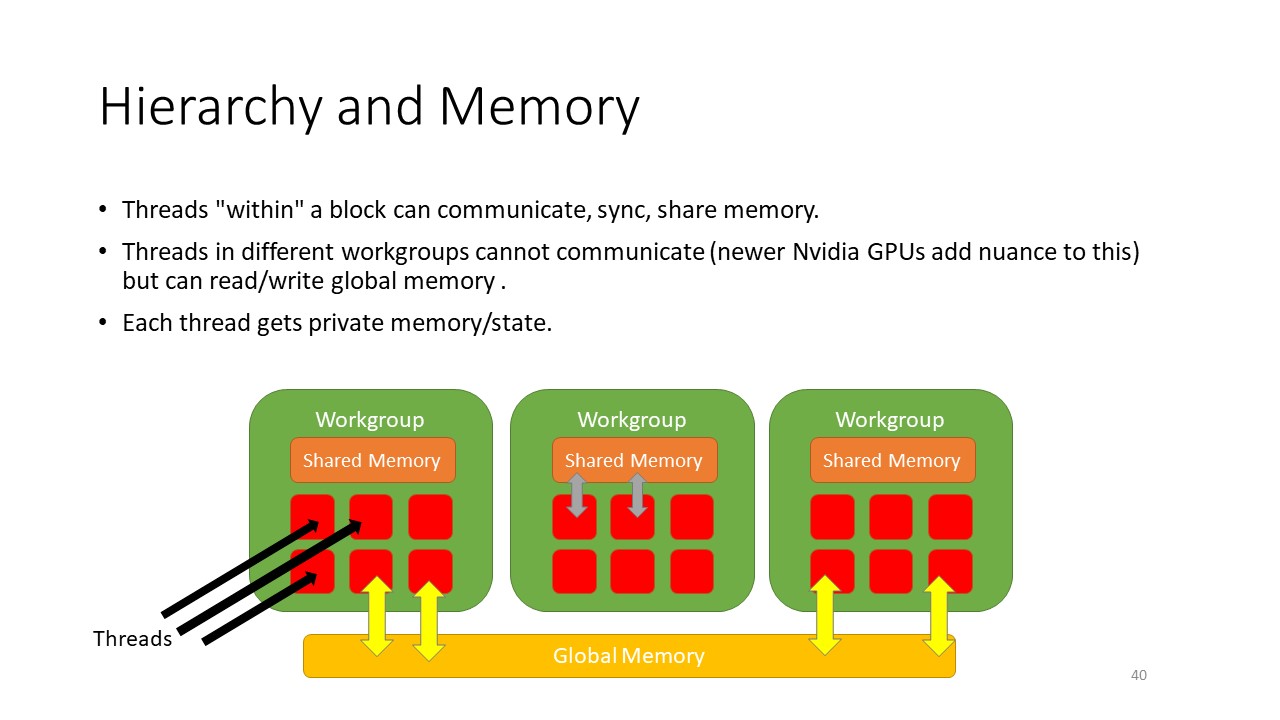 Hierarchy and Memory
• Threads "within" a block can communicate, sync, share memory.
• Threads in different workgroups cannot communicate (newer Nvidia GPUs add nuance to this)
but can read/write global memory .
• Each thread gets private memory/state.
Workgroup
Workgroup
Workgroup
Shared Memory
Shared Memory
Shared Memory
Threads
Global Memory
40